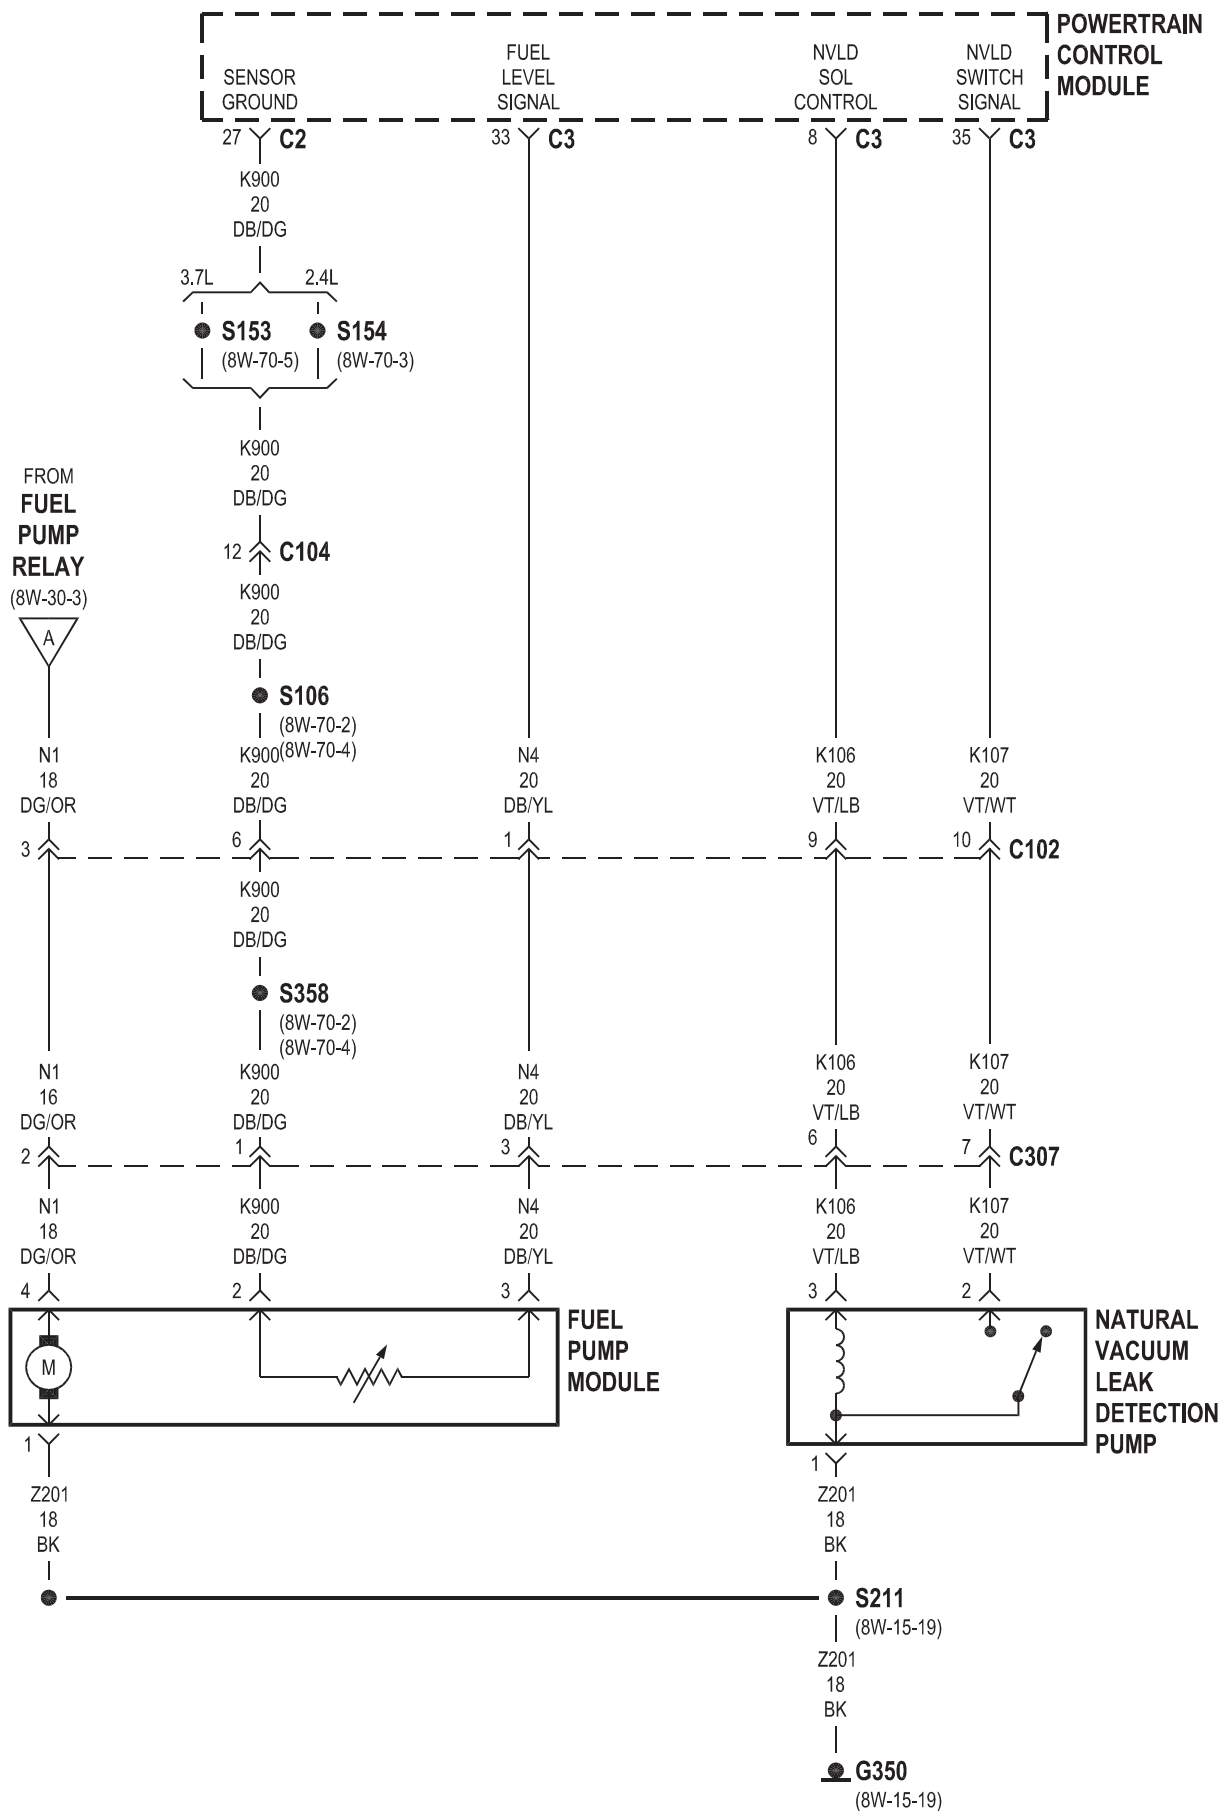 POWERTRAIN
CONTROL
MODULE
SENSOR
GROUND
FUEL
LEVEL
SIGNAL
NVLD
SOL
CONTROL
NVLD
SWITCH
SIGNAL
27 C2
33 C3
8 C3
35 C3
K900
20
DB/DG
3.7L 2.4L
S153
(8W-70-5)
S154
(8W-70-3)
K900
20
DB/DG
FROM
FUEL
PUMP
RELAY
(8W-30-3)
A
12 C104
K900
20
DB/DG
S106
(8W-70-2)
(8W-70-4)
N1
18
DG/OR
K900
20
DB/DG
N4
20
DB/YL
K106
20
VT/LB
K107
20
VT/WT
3 6 1 9 10 C102
K900
20
DB/DG
S358
(8W-70-2)
(8W-70-4)
N1
16
DG/OR
K900
20
DB/DG
N4
20
DB/YL
K106
20
VT/LB
K107
20
VT/WT
2 1 3 6 7 C307
N1
18
DG/OR
K900
20
DB/DG
N4
20
DB/YL
K106
20
VT/LB
K107
20
VT/WT
4 2 3 3 2
M
FUEL
PUMP
MODULE
NATURAL
VACUUM
LEAK
DETECTION
PUMP
1
1
Z201
18
BK
Z201
18
BK
S211
(8W-15-19)
Z201
18
BK
G350
(8W-15-19)